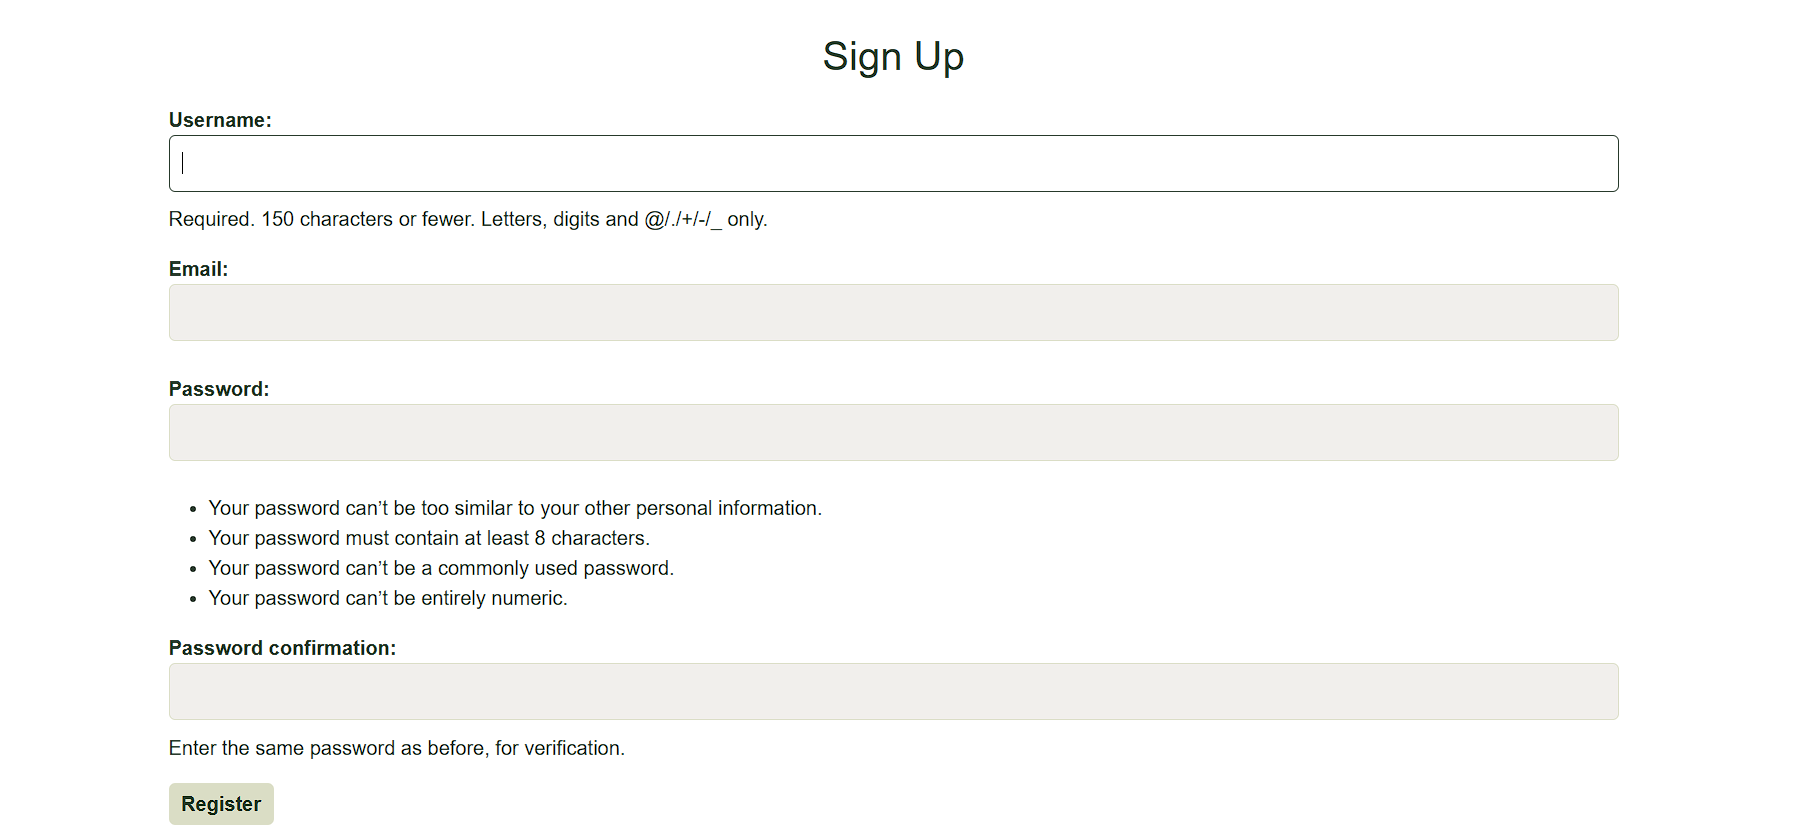 Sign Up
Username:
Required. 150 characters or fewer. Letters, digits and @/./+/-/_ only.
Email:
Password:
Your password can’t be too similar to your other personal information.
Your password must contain at least 8 characters.
Your password can’t be a commonly used password.
Your password can’t be entirely numeric.
Password confirmation:
Enter the same password as before, for verification.
Register